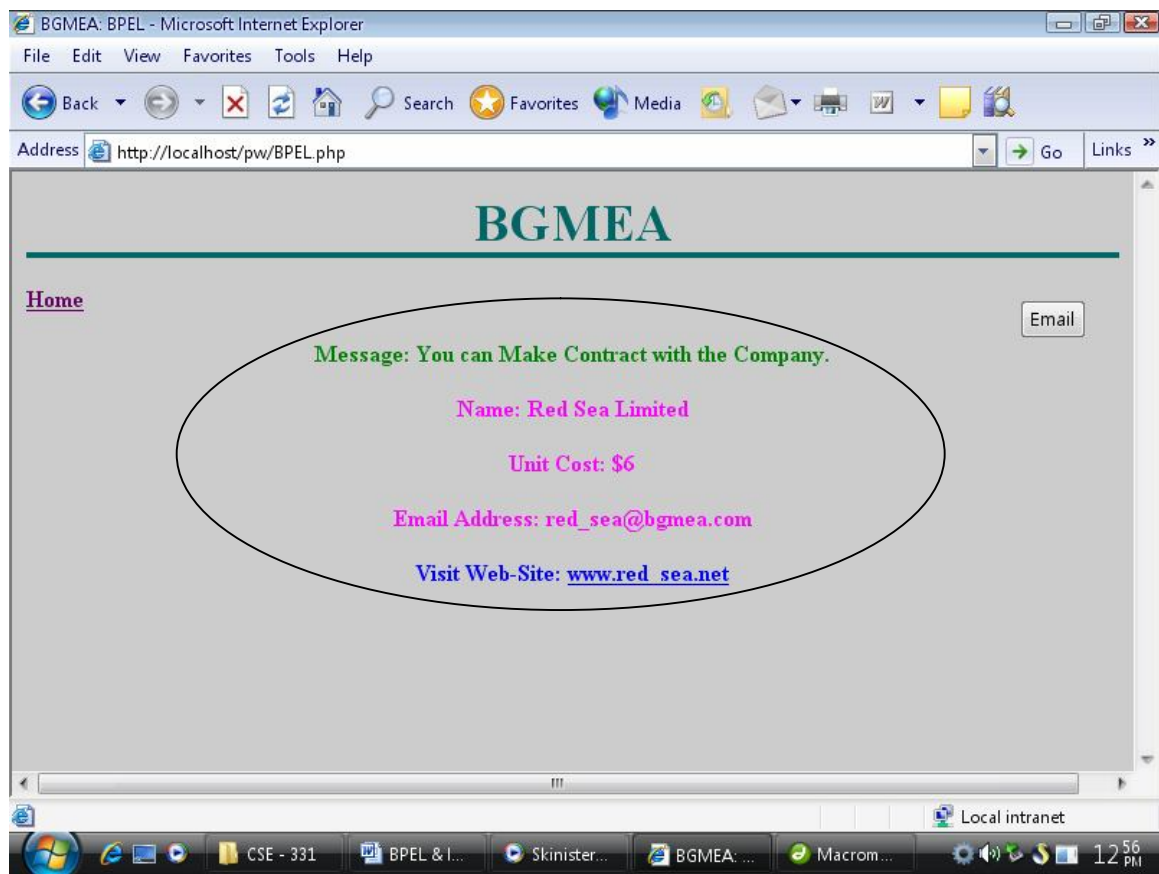 BGMEA: BPEL - Microsoft Internet Explorer
File Edit View Favorites Tools Help
Back Search Favorites Media
Address http://localhost/pw/BPEL.php Go Links »
BGMEA
Home
Email
Message: You can Make Contract with the Company.
Name: Red Sea Limited
Unit Cost: $6
Email Address: red_sea@bgmea.com
Visit Web-Site: www.red_sea.net
Local intranet
CSE - 331 BPEL & I... Skinister... BGMEA: ... Macrom... 12 56 PM